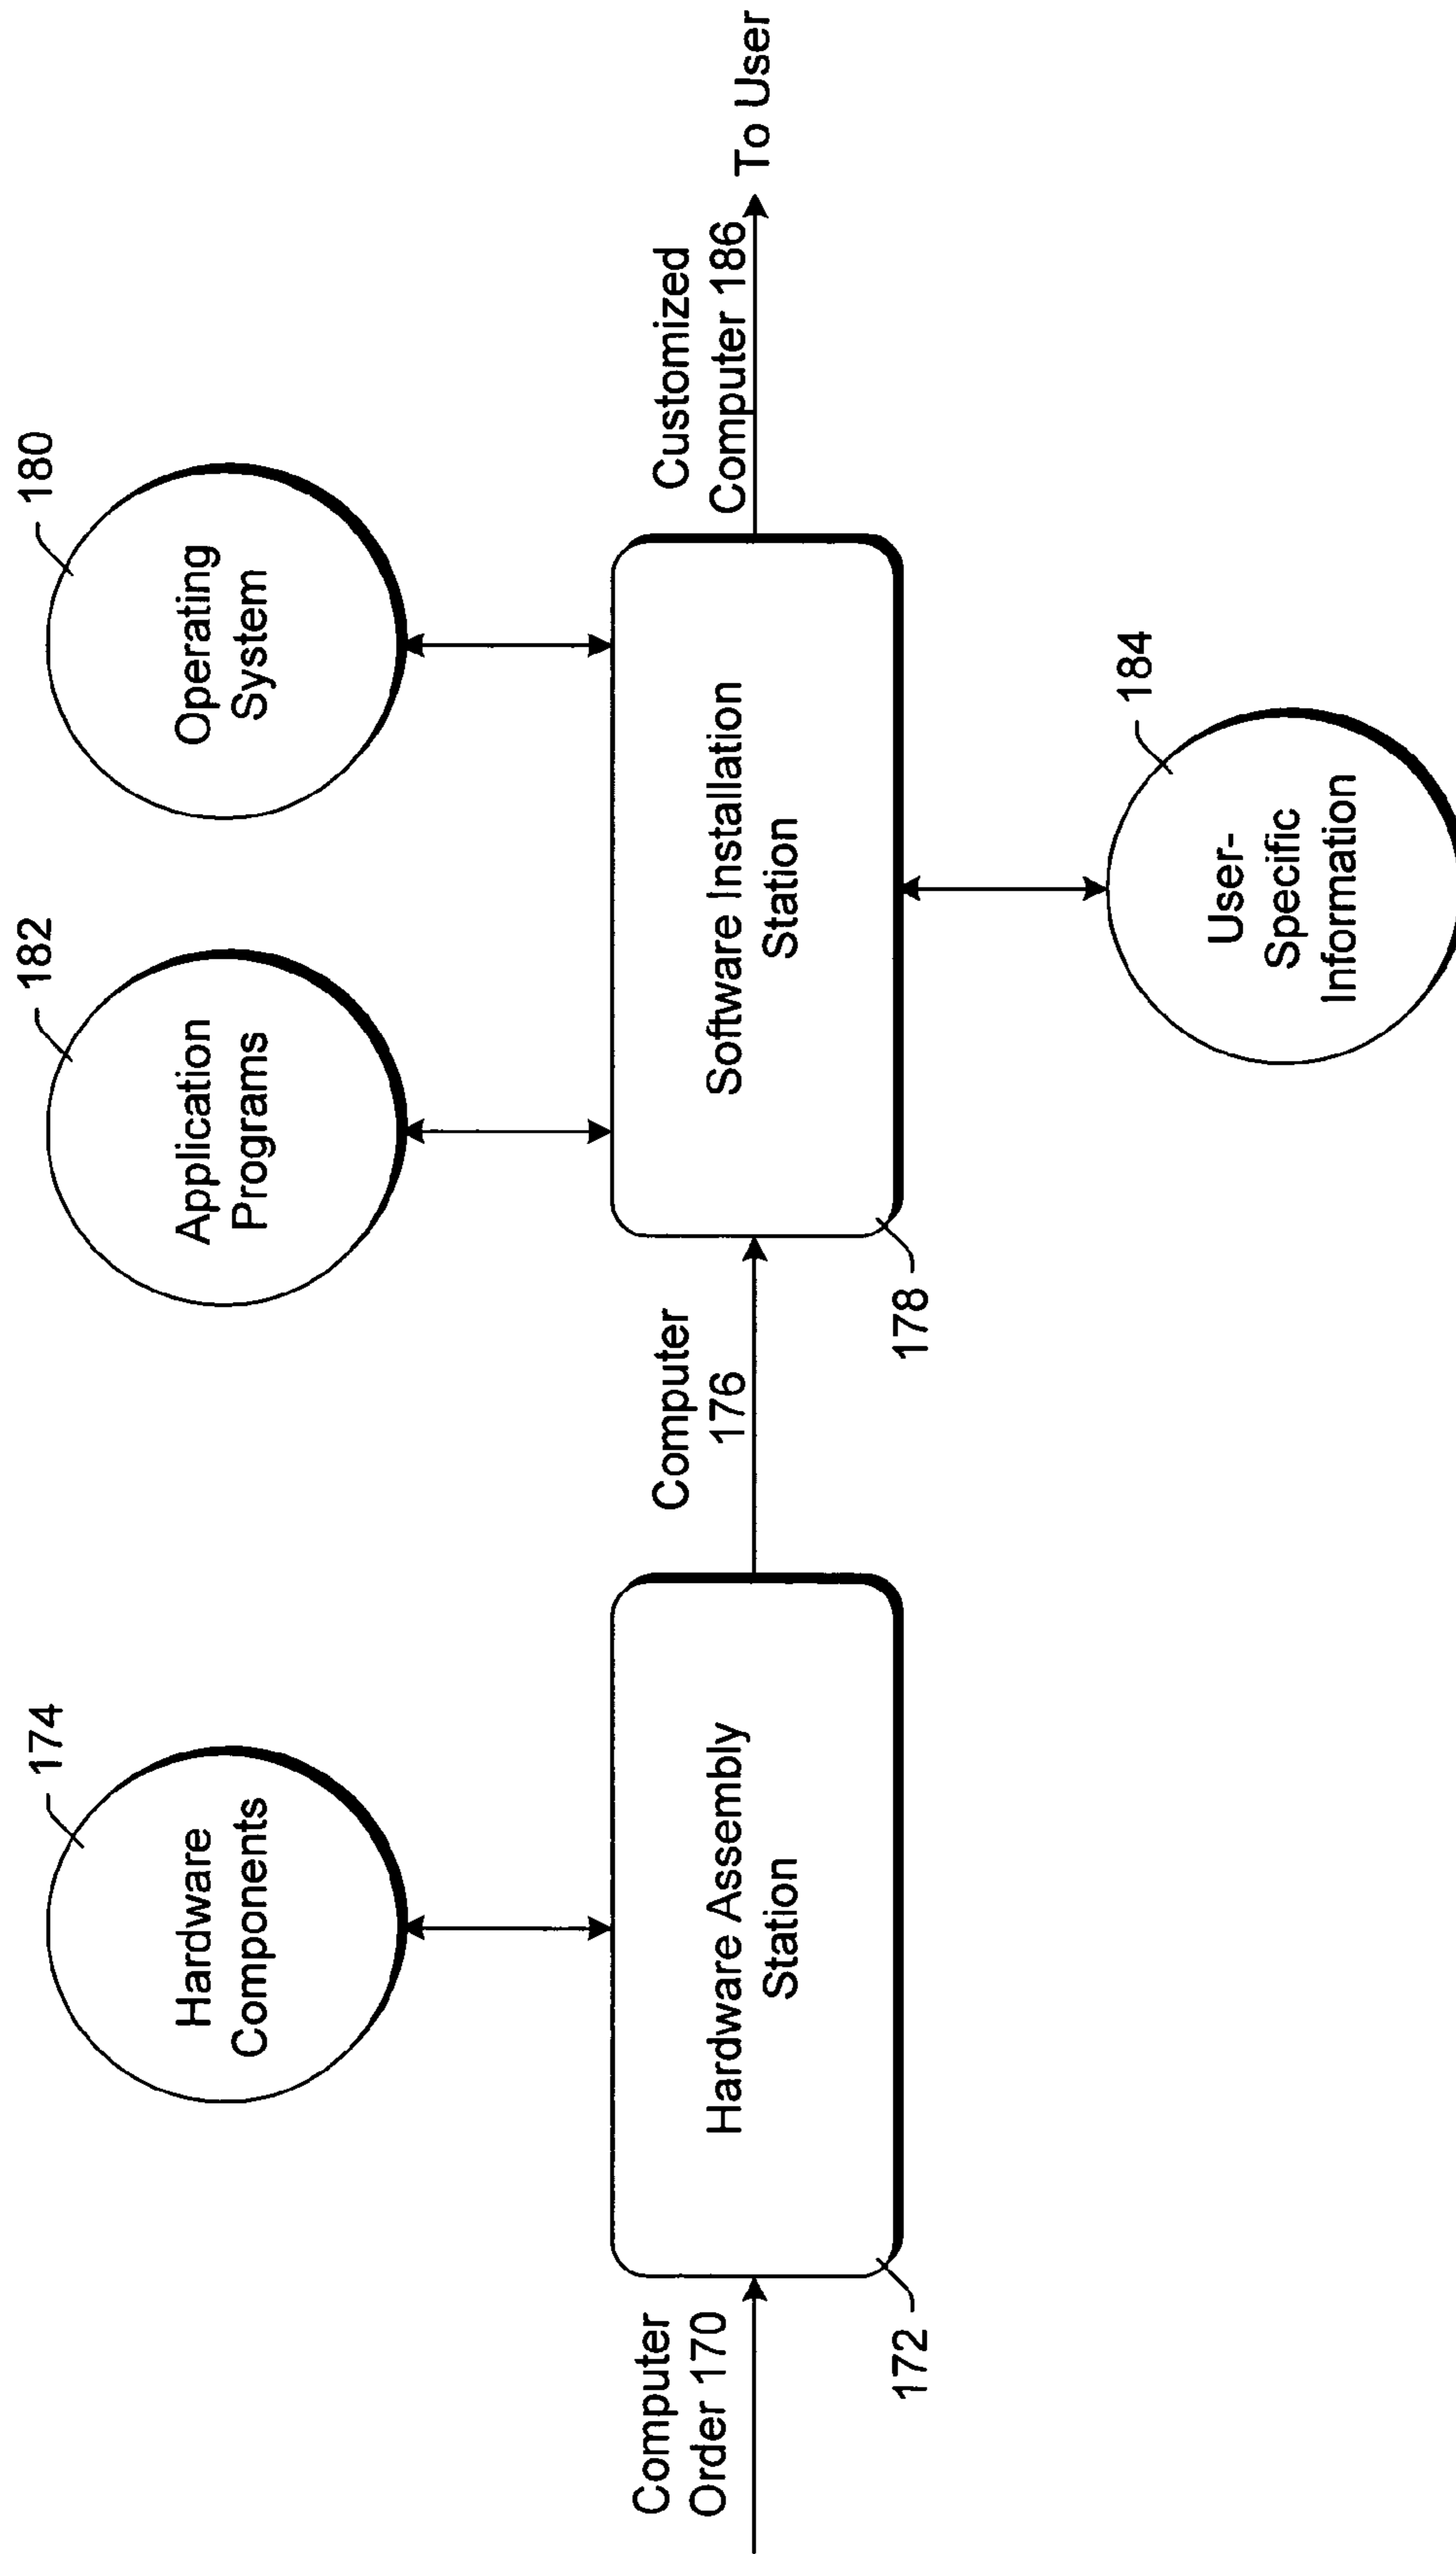 174
Hardware
Components
182
Application
Programs
180
Operating
System
Computer
Order 170
Hardware Assembly
Station
172
Computer
176
Software Installation
Station
178
Customized
Computer 186
To User
184
User-
Specific
Information